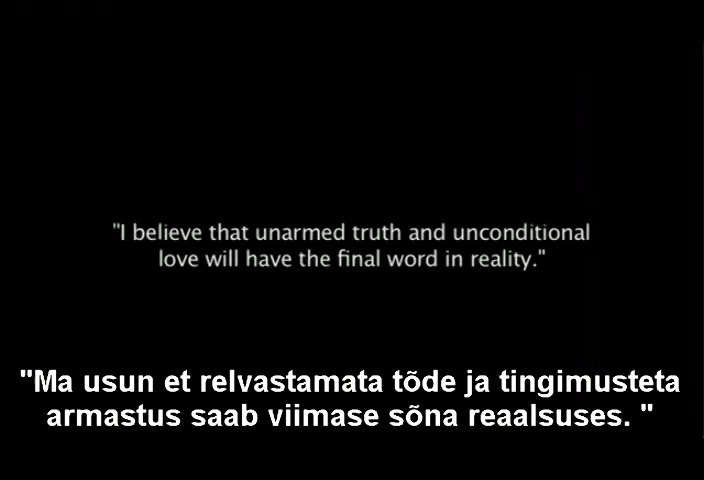 "I believe that unarmed truth and unconditional
love will have the final word in reality."
"Ma usun et relvastamata tõde ja tingimusteta
armastus saab viimase sõna reaalsuses. "